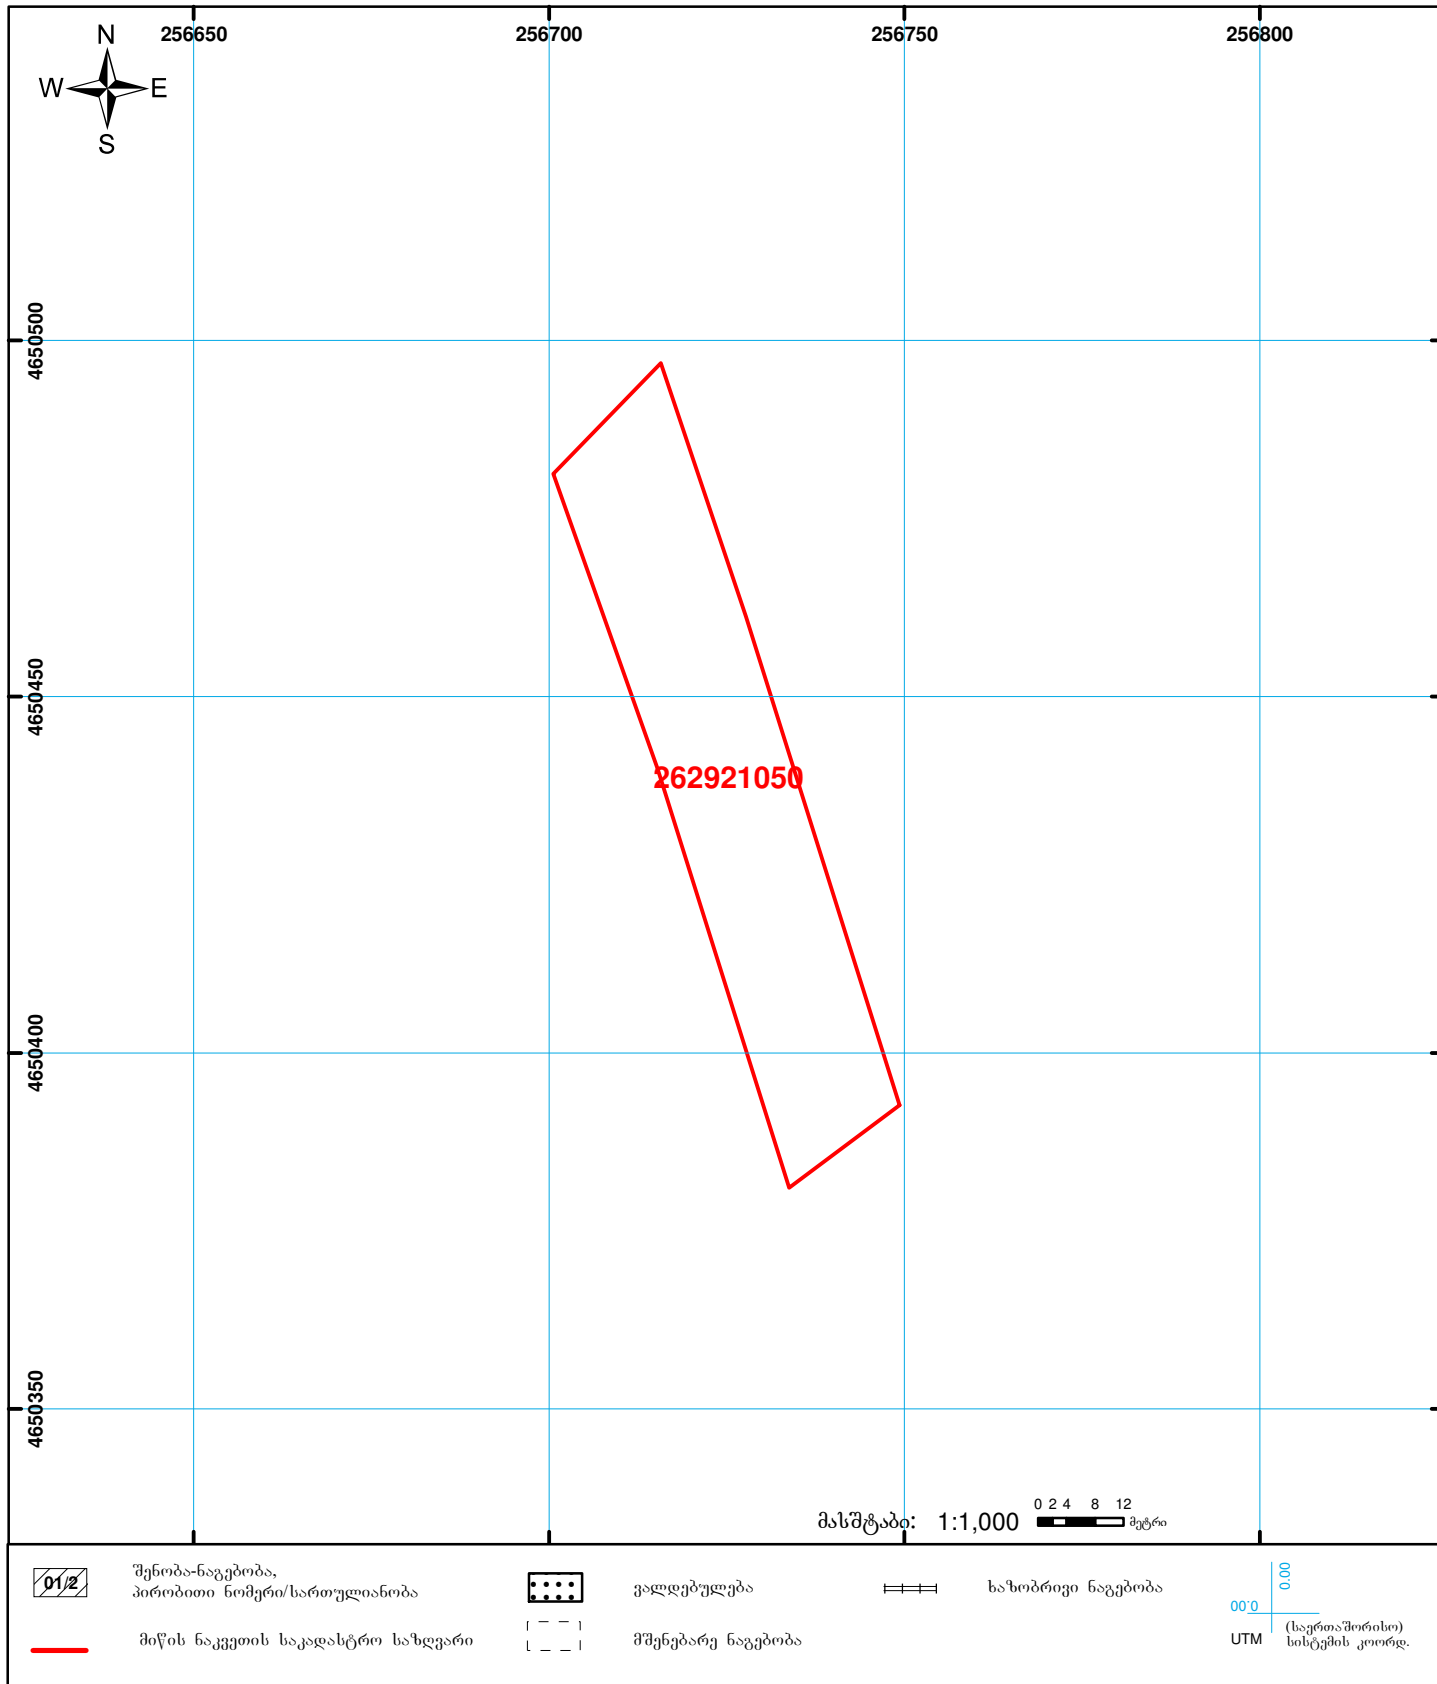 256650 256700 256750 256800
N
W E
S
4650500
4650450
262921050
4650400
4650350
მასშტაბი: 1:1,000 0 2 4 8 12 მეტრი
01/2 შენობა-ნაგებობა,
პირობითი ნომერი/სართულიანობა
ვალდებულება
ხაზობრივი ნაგებობა
მიწის ნაკვეთის საკადასტრო საზღვარი
მშენებარე ნაგებობა
0.00
0.00
UTM (საერთაშორისო)
სისტემის კოორდ.